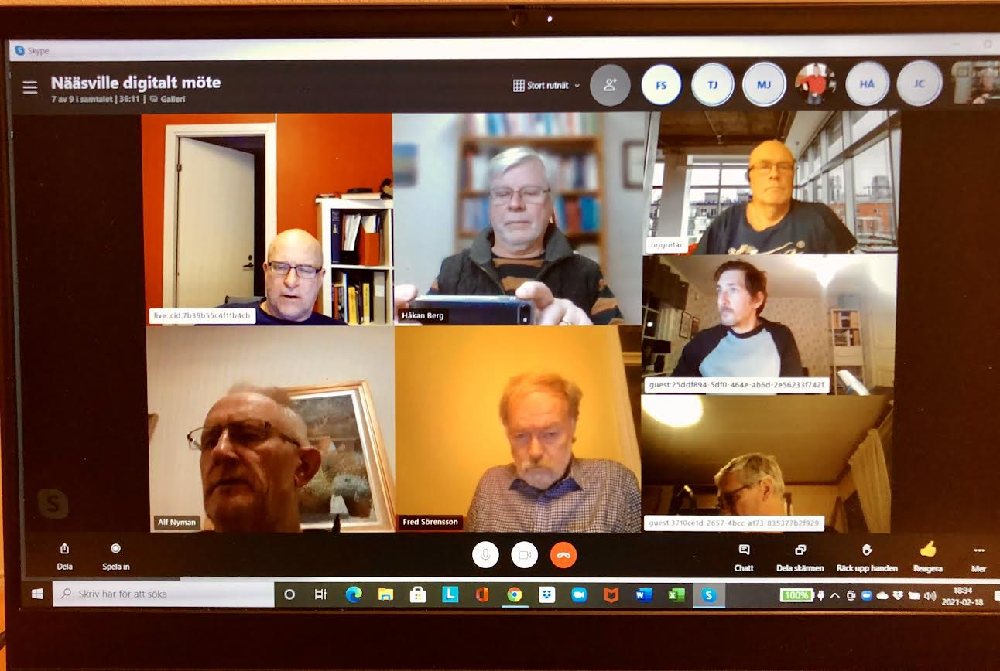 Skype
Nääsville digitalt möte
7 av 9 i samtalet | 36:11 | Galleri
Stort rutnät
FS
TJ
MJ
HÅ
JC
bgguitar
live:.cid.7b39b55c4f11b4cb
Håkan Berg
guest:25ddf894-5df0-464e-ab6d-2e56233f742f
Alf Nyman
Fred Sörensson
guest:3710ce1d-2657-4bcc-a173-835327b2f929
Dela
Spela in
Chatt
Dela skärmen
Räck upp handen
Reagera
Mer
Skriv här för att söka
100%
18:34
2021-02-18